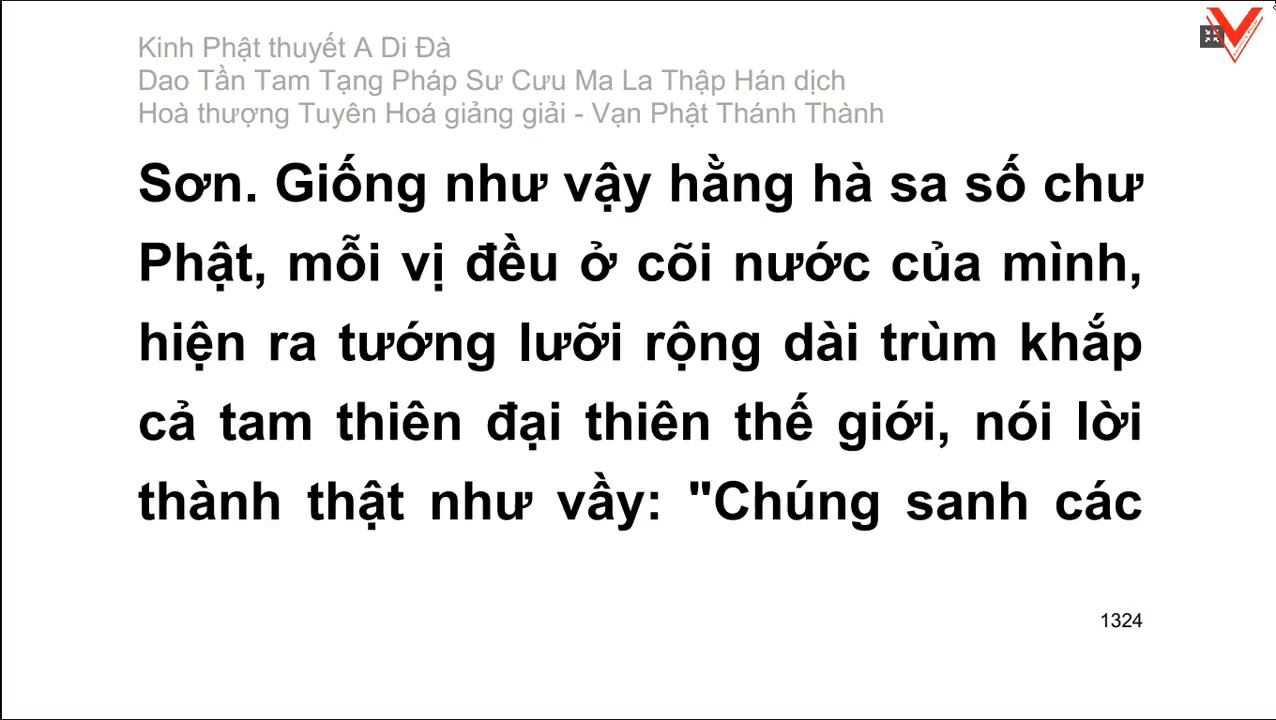 Kinh Phật thuyết A Di Đà
Dao Tần Tam Tạng Pháp Sư Cưu Ma La Thập Hán dịch
Hoà thượng Tuyên Hoá giảng giải - Vạn Phật Thánh Thành
Sơn. Giống như vậy hằng hà sa số chư
Phật, mỗi vị đều ở cõi nước của mình,
hiện ra tướng lưỡi rộng dài trùm khắp
cả tam thiên đại thiên thế giới, nói lời
thành thật như vầy: "Chúng sanh các
1324